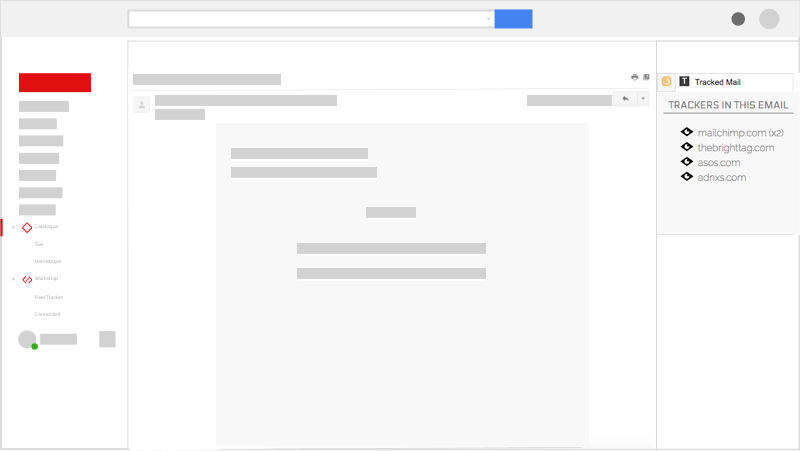 Catalogue
Tax
Homebuyer
Workshop
Pixel Tracker
Connected
T Tracked Mail
TRACKERS IN THIS EMAIL
mailchimp.com (x2)
thebrighttag.com
asos.com
adnxs.com